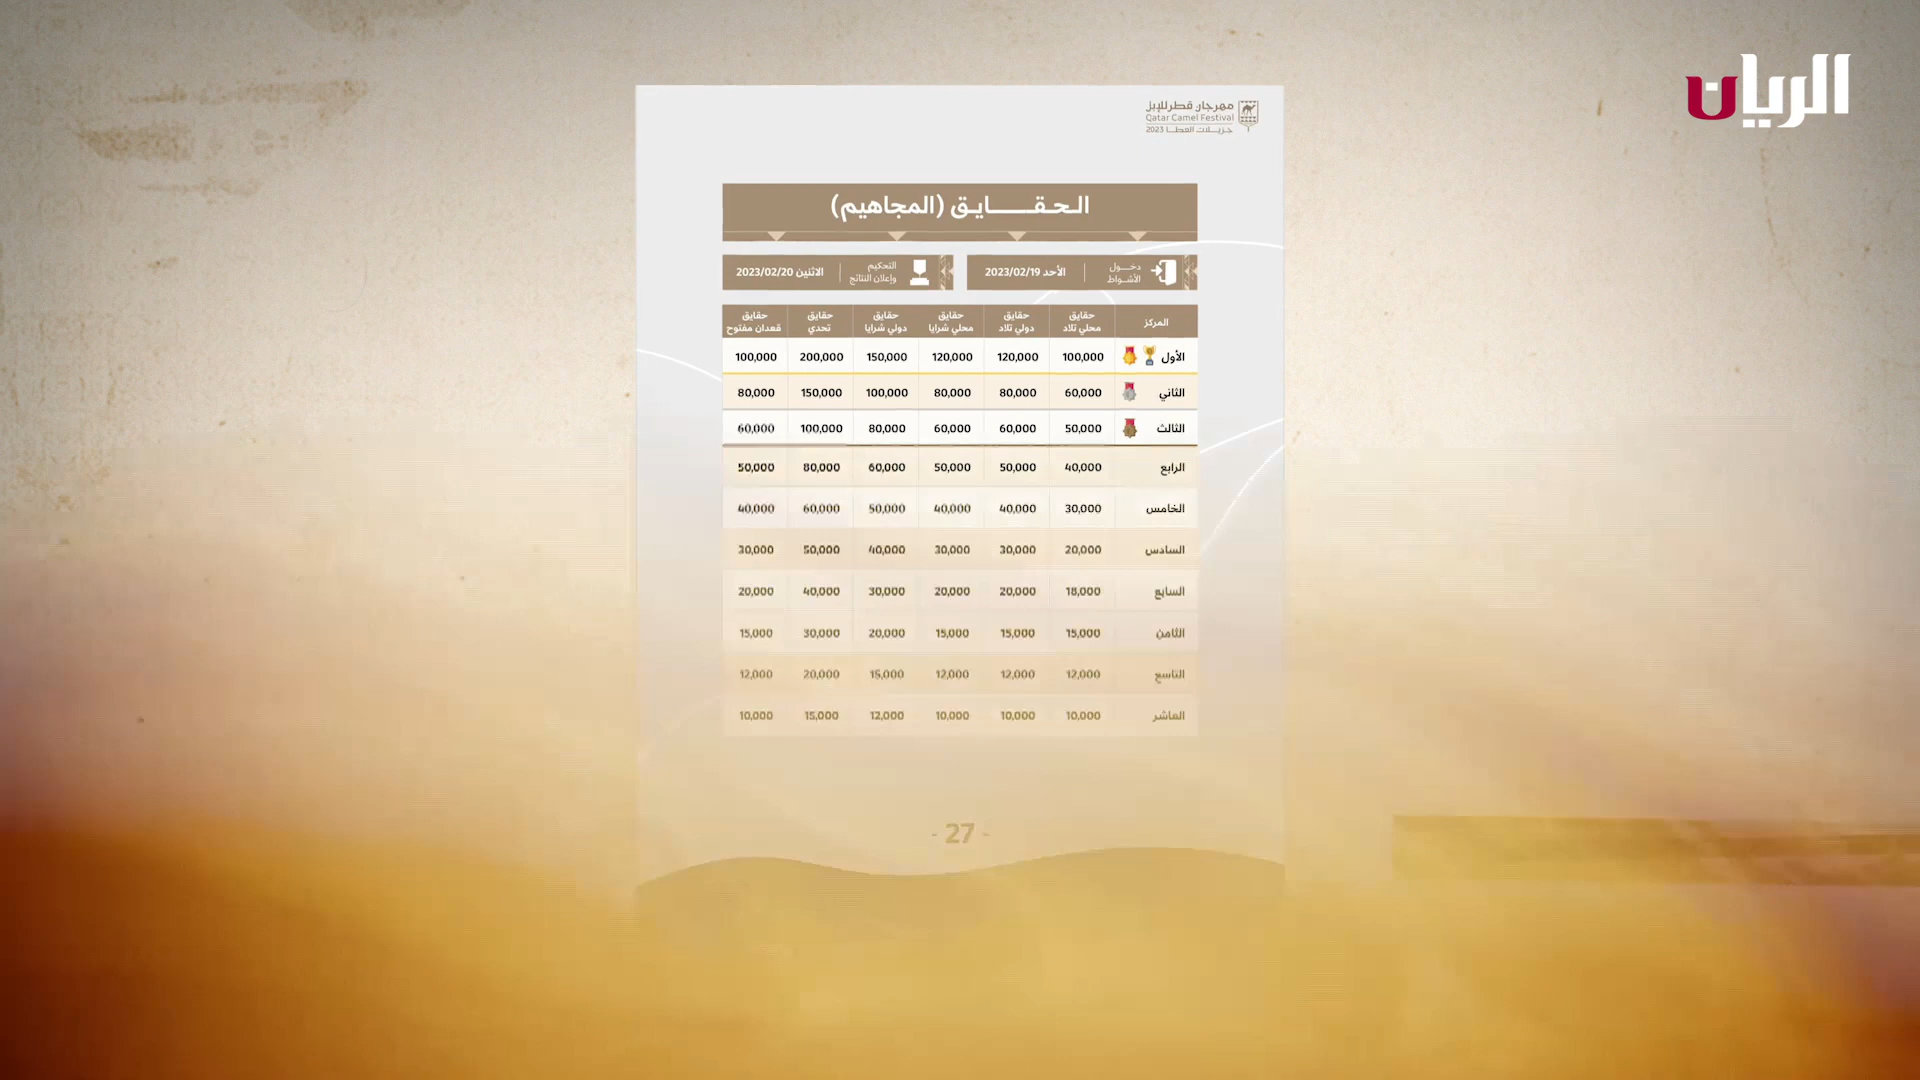 الريان
مهرجان قطر للإبل
Qatar Camel Festival
جزيلات العطا 2023
الحقايق (المجاهيم)
دخول الأشواط الأحد 2023/02/19
التحكيم وإعلان النتائج الاثنين 2023/02/20
المركز حقايق محلي تلاد حقايق دولي تلاد حقايق محلي شرايا حقايق دولي شرايا حقايق تحدي حقايق قعدان مفتوح
الأول 100,000 120,000 120,000 150,000 200,000 100,000
الثاني 60,000 80,000 80,000 100,000 150,000 80,000
الثالث 50,000 60,000 60,000 80,000 100,000 60,000
الرابع 40,000 50,000 50,000 60,000 80,000 50,000
الخامس 30,000 40,000 40,000 50,000 60,000 40,000
السادس 20,000 30,000 30,000 40,000 50,000 30,000
السابع 18,000 20,000 20,000 30,000 40,000 20,000
الثامن 15,000 15,000 15,000 20,000 30,000 15,000
التاسع 12,000 12,000 12,000 15,000 20,000 12,000
العاشر 10,000 10,000 10,000 12,000 15,000 10,000
- 27 -